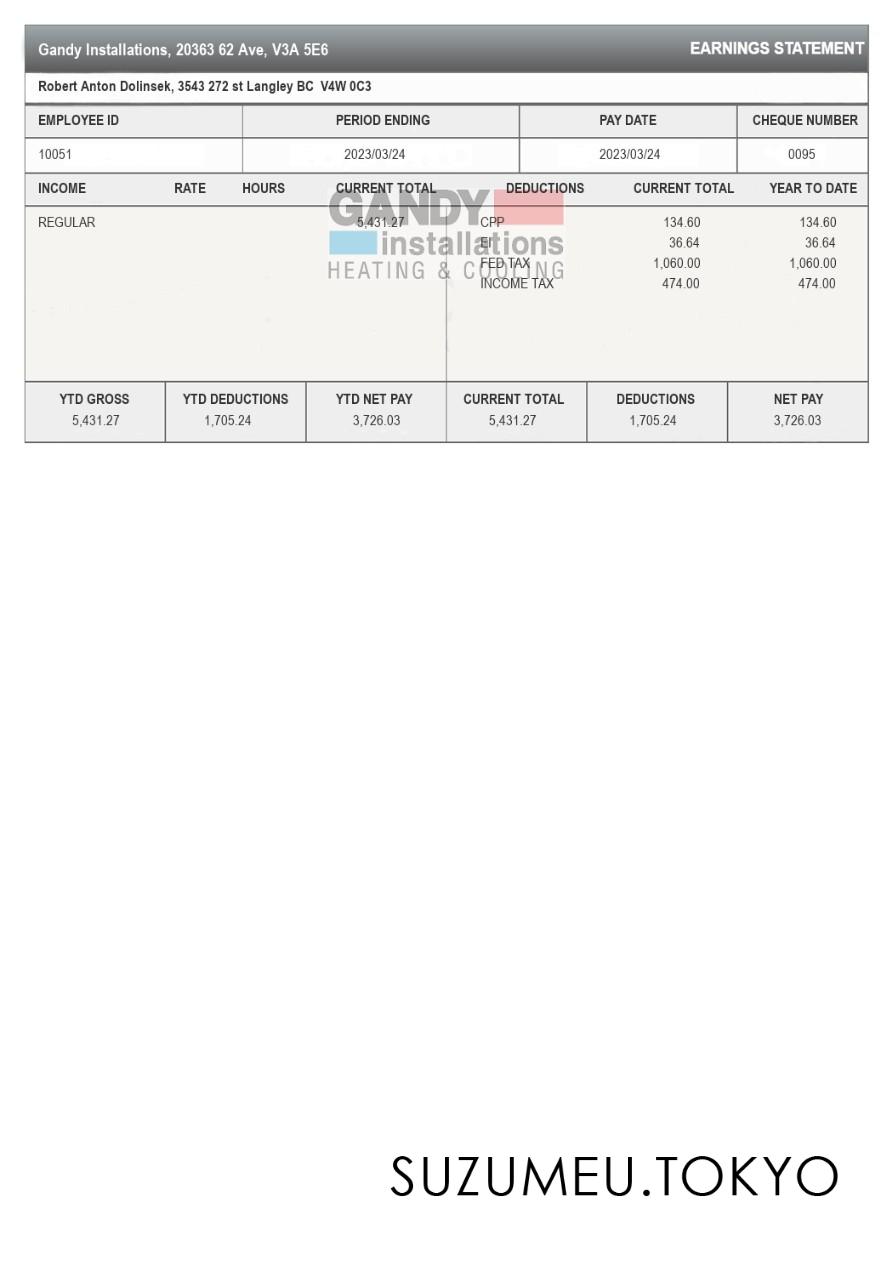 Gandy Installations, 20363 62 Ave, V3A 5E6 EARNINGS STATEMENT
Robert Anton Dolinsek, 3543 272 st Langley BC V4W 0C3
EMPLOYEE ID PERIOD ENDING PAY DATE CHEQUE NUMBER
10051 2023/03/24 2023/03/24 0095
INCOME RATE HOURS CURRENT TOTAL DEDUCTIONS CURRENT TOTAL YEAR TO DATE
GANDY
installations
HEATING & COOLING
REGULAR 5,431.27 CPP 134.60 134.60
EI 36.64 36.64
FED TAX 1,060.00 1,060.00
INCOME TAX 474.00 474.00
YTD GROSS YTD DEDUCTIONS YTD NET PAY CURRENT TOTAL DEDUCTIONS NET PAY
5,431.27 1,705.24 3,726.03 5,431.27 1,705.24 3,726.03
SUZUMEU.TOKYO